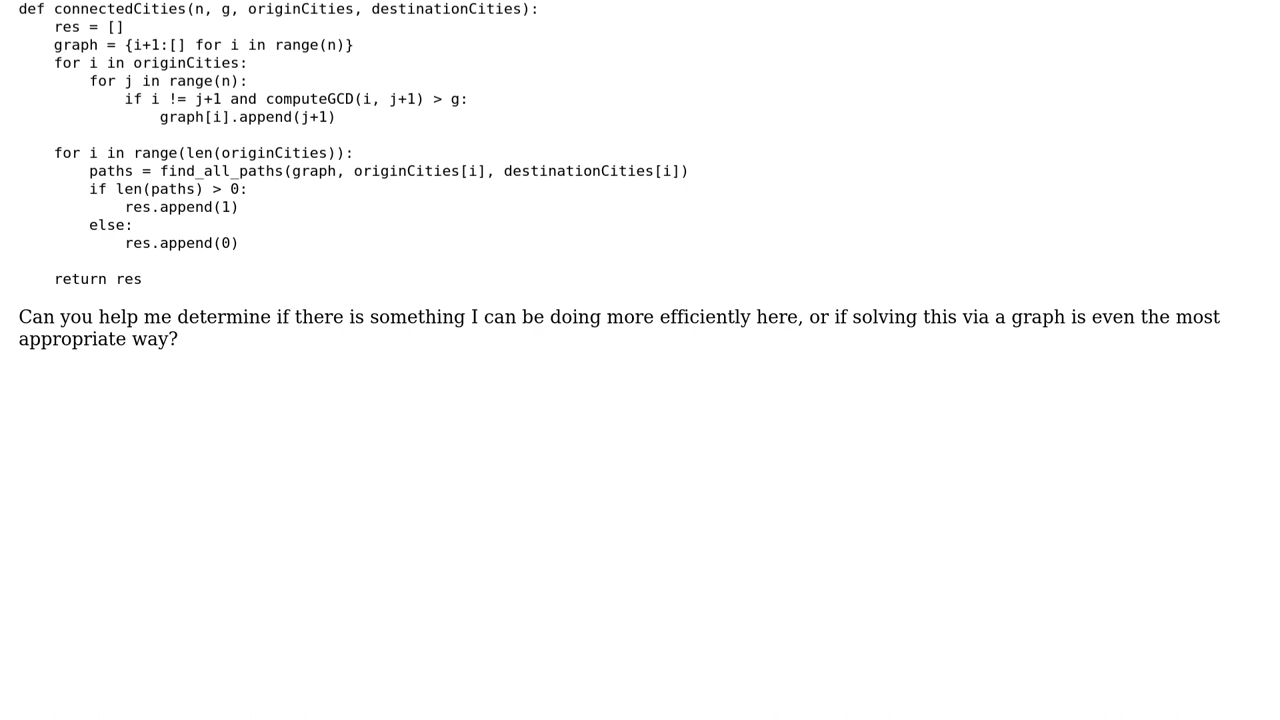 def connectedCities(n, g, originCities, destinationCities):
    res = []
    graph = {i+1:[] for i in range(n)}
    for i in originCities:
        for j in range(n):
            if i != j+1 and computeGCD(i, j+1) > g:
                graph[i].append(j+1)

    for i in range(len(originCities)):
        paths = find_all_paths(graph, originCities[i], destinationCities[i])
        if len(paths) > 0:
            res.append(1)
        else:
            res.append(0)

    return res
Can you help me determine if there is something I can be doing more efficiently here, or if solving this via a graph is even the most
appropriate way?